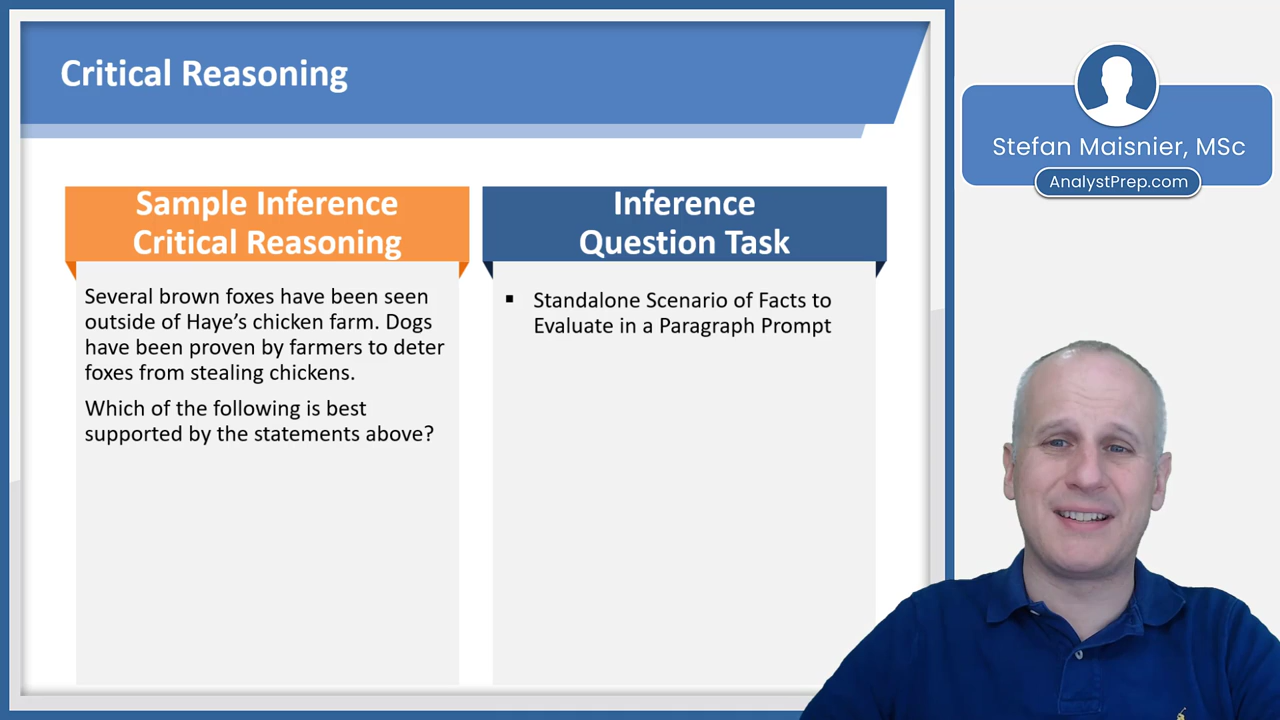 Critical Reasoning
Sample Inference
Critical Reasoning
Several brown foxes have been seen
outside of Haye’s chicken farm. Dogs
have been proven by farmers to deter
foxes from stealing chickens.
Which of the following is best
supported by the statements above?
Inference
Question Task
▪ Standalone Scenario of Facts to
Evaluate in a Paragraph Prompt
Stefan Maisnier, MSc
AnalystPrep.com